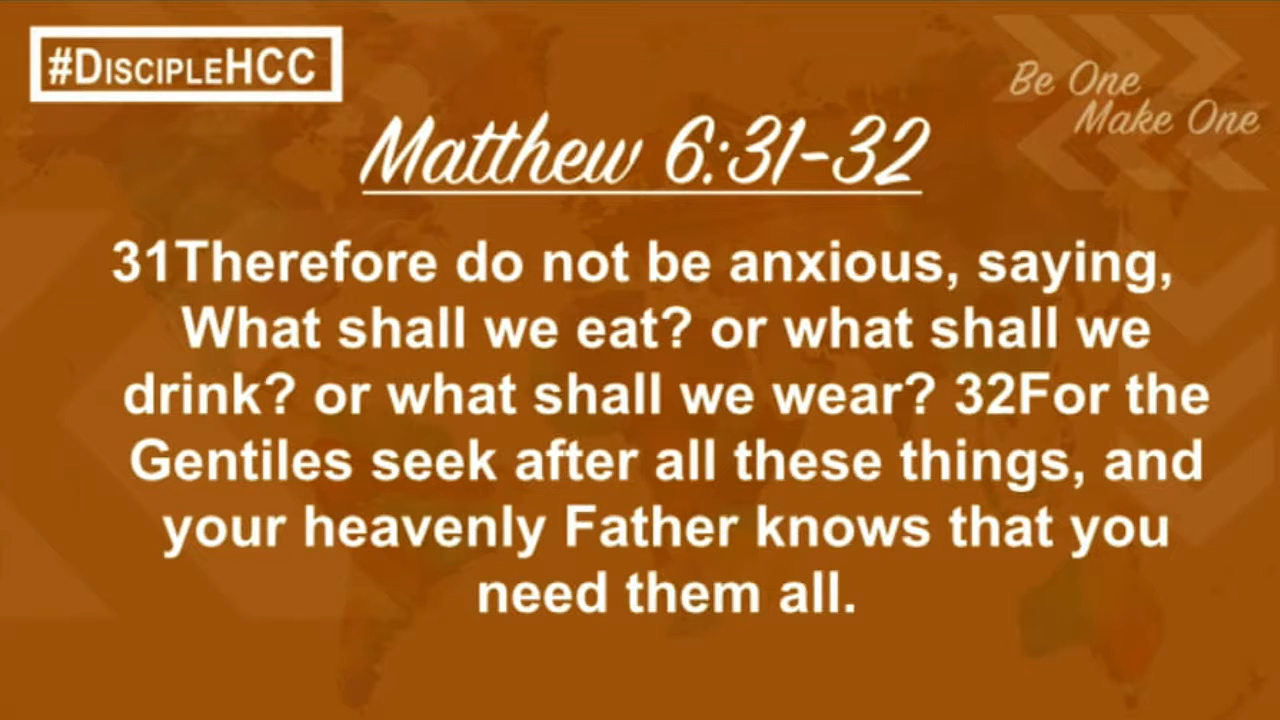 #DISCIPLEHCC
Be One
Make One
Matthew 6:31-32
31Therefore do not be anxious, saying,
What shall we eat? or what shall we
drink? or what shall we wear? 32For the
Gentiles seek after all these things, and
your heavenly Father knows that you
need them all.